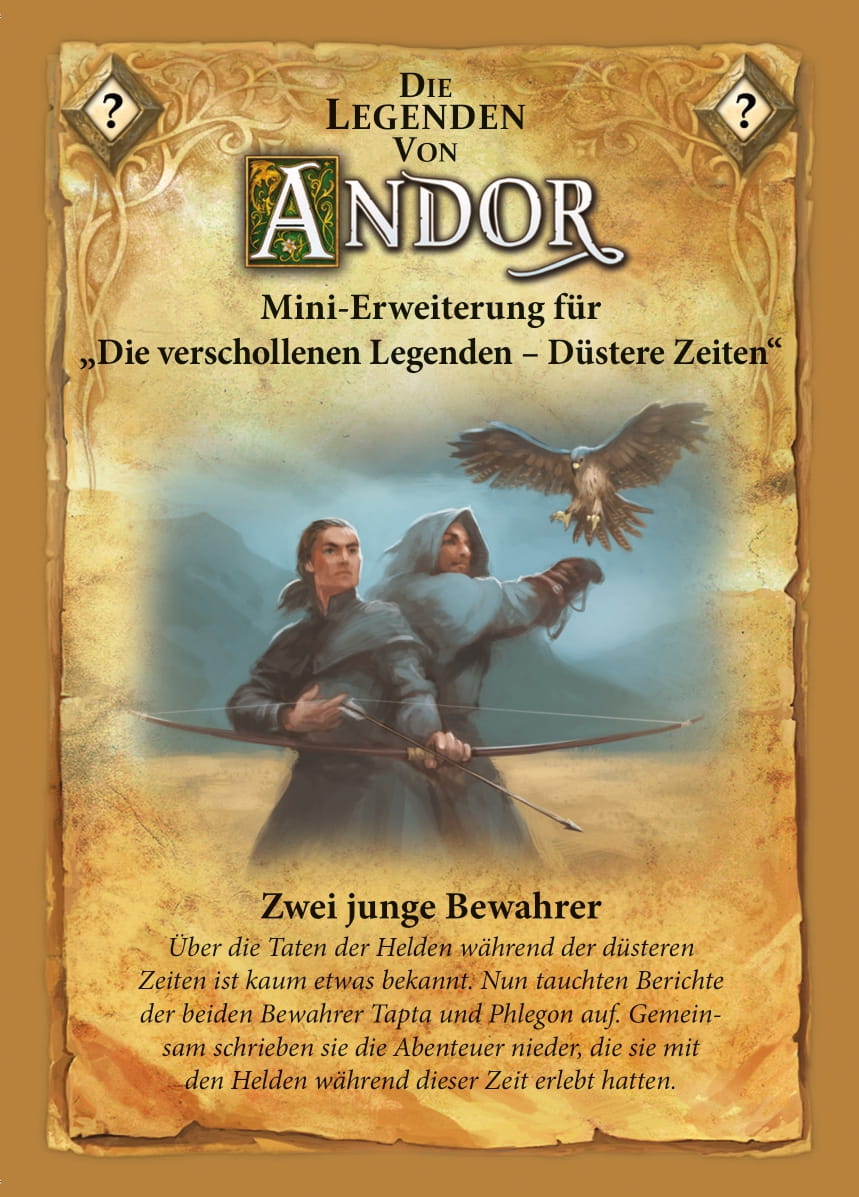 ?
?
Die
Legenden
Von
Andor
Mini-Erweiterung für
„Die verschollenen Legenden – Düstere Zeiten“
Zwei junge Bewahrer
Über die Taten der Helden während der düsteren
Zeiten ist kaum etwas bekannt. Nun tauchten Berichte
der beiden Bewahrer Tapta und Phlegon auf. Gemein-
sam schrieben sie die Abenteuer nieder, die sie mit
den Helden während dieser Zeit erlebt hatten.